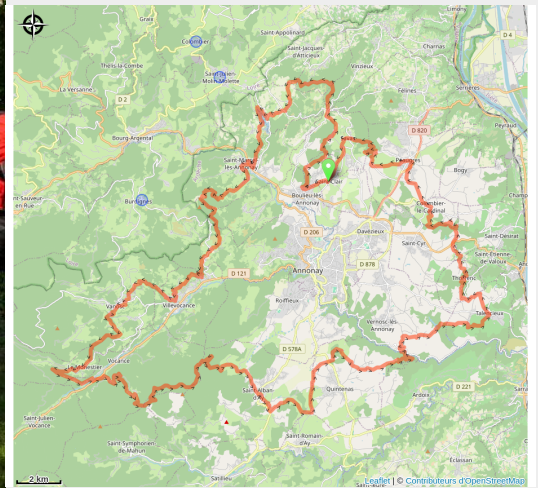 Limony
Graix
D 4
Colombier
Saint-Appolinard
Charnas
Saint-Jacques
d'Atticieux
Vinzieux
Thélis-la-Combe
Saint-Julien
Molin-Molette
La Versanne
Félines
Serrières
D 2
Peyraud
Bourg-Argental
D 820
Saint-Marcel-
lès-Annonay
Peaugres
Bogy
Saint-Clair
Boulieu-lès-
Annonay
Saint-Sauveur-
en-Rue
Burdignes
Colombier-
le-Cardinal
D 206
Davézieux
Saint-Cyr
Saint-Désirat
Saint-Étienne-
de-Valoux
D 878
Annonay
D 121
Thorrenc
Roiffieux
Villevocance
Talencieux
Vernosc-lès-
Annonay
D 578A
Vocance
Monestier
D 221
Quintenas
Saint-Alban-
Ardoix
Saint-Julien-
Vocance
Saint-Romain-
d'Ay
Saint-Symphorien-
de-Mahun
Éclassan
Satillieu
2 km
Leaflet | © Contributeurs d'OpenStreetMap